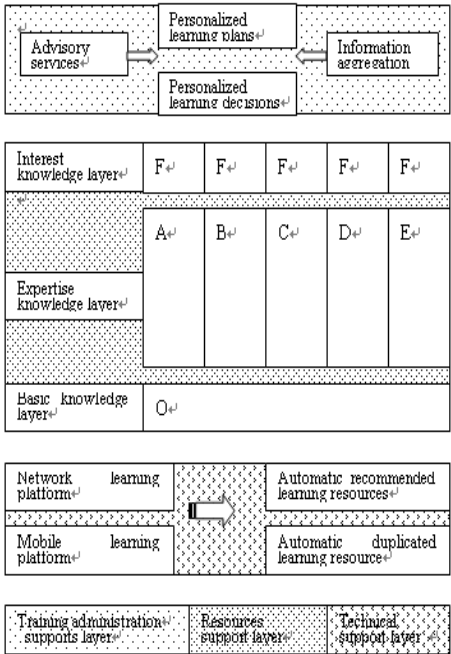 Personalized
learning plans
Advisory
services
Information
aggregation
Personalized
learning decisions
Interest
knowledge layer
F F F F F
A B C D E
Expertise
knowledge layer
Basic knowledge
layer
O
Network learning
platform
Automatic recommended
learning resources
Mobile learning
platform
Automatic duplicated
learning resource
Training administration
supports layer
Resources
support layer
Technical
support layer